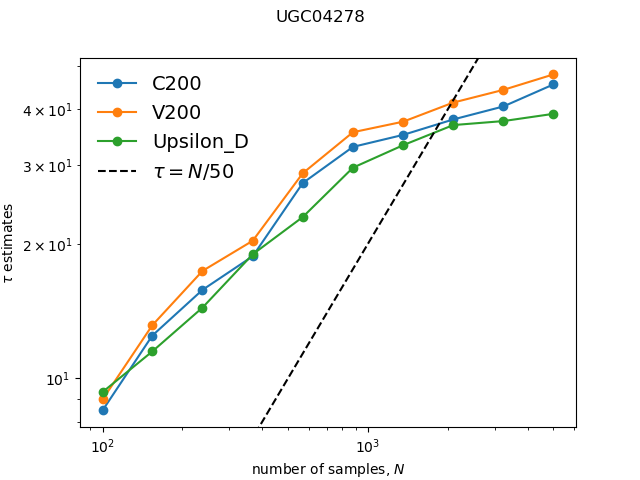 UGC04278
C200
V200
Upsilon_D
τ = N/50
4 × 10¹
3 × 10¹
2 × 10¹
10¹
τ estimates
10² 10³
number of samples, N